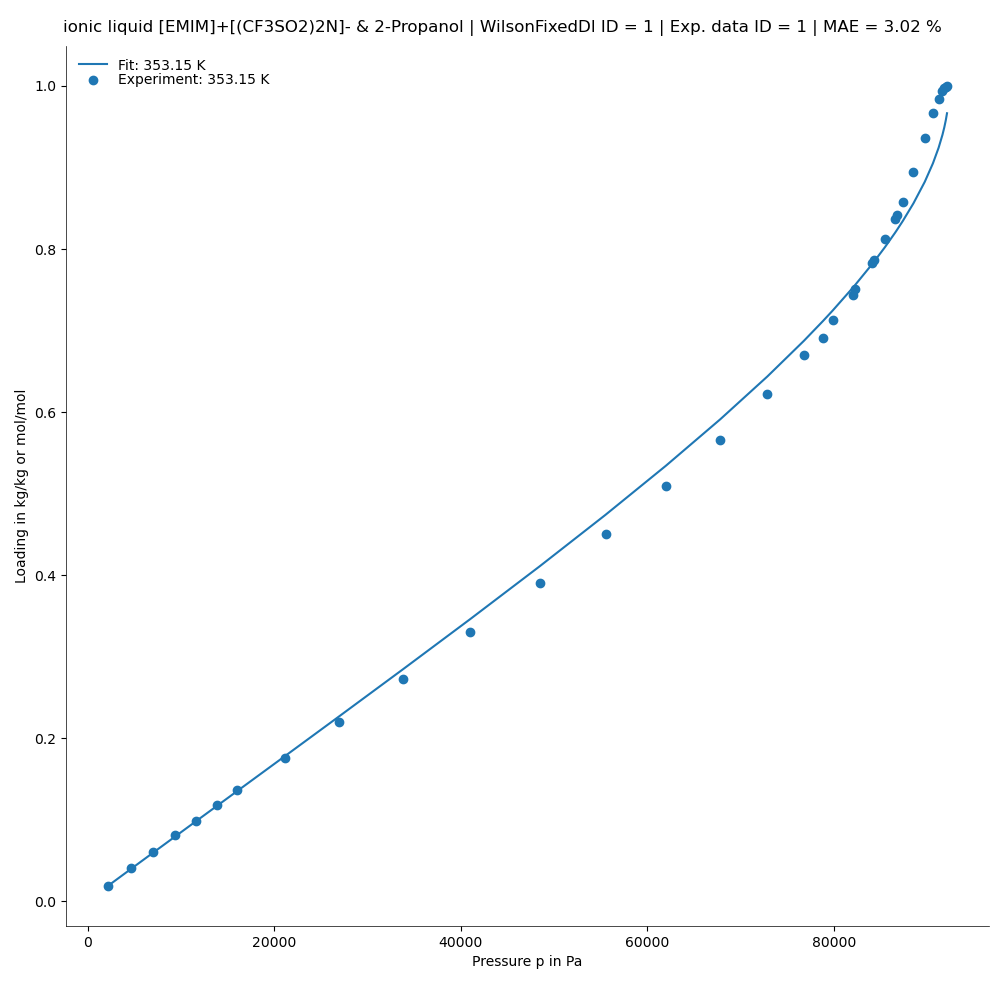 ionic liquid [EMIM]+[(CF3SO2)2N]- & 2-Propanol | WilsonFixedDl ID = 1 | Exp. data ID = 1 | MAE = 3.02 %
Fit: 353.15 K
Experiment: 353.15 K
1.0
0.8
0.6
0.4
0.2
0.0
Loading in kg/kg or mol/mol
0 20000 40000 60000 80000
Pressure p in Pa